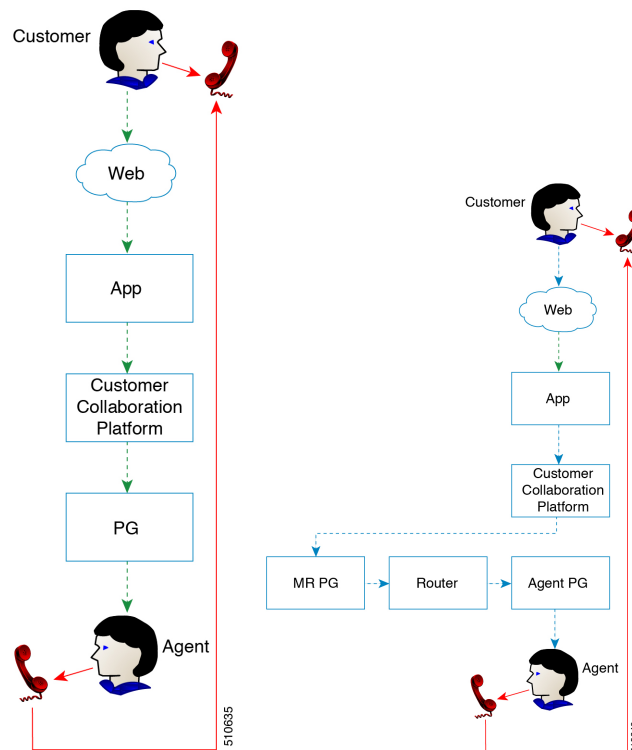 Customer
Web
App
Customer
Collaboration
Platform
PG
Agent
510635
Customer
Web
App
Customer
Collaboration
Platform
MR PG
Router
Agent PG
Agent